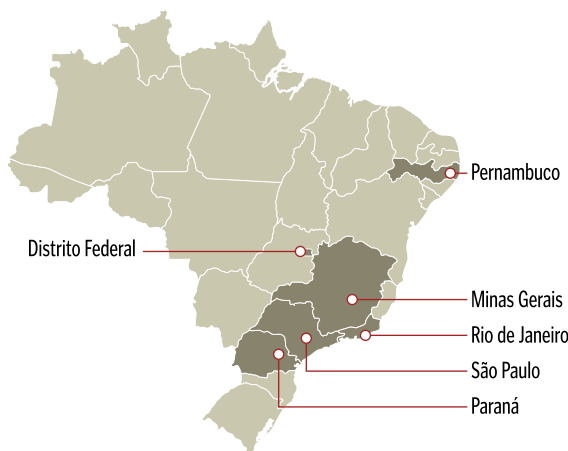 Pernambuco
Distrito Federal
Minas Gerais
Rio de Janeiro
São Paulo
Paraná